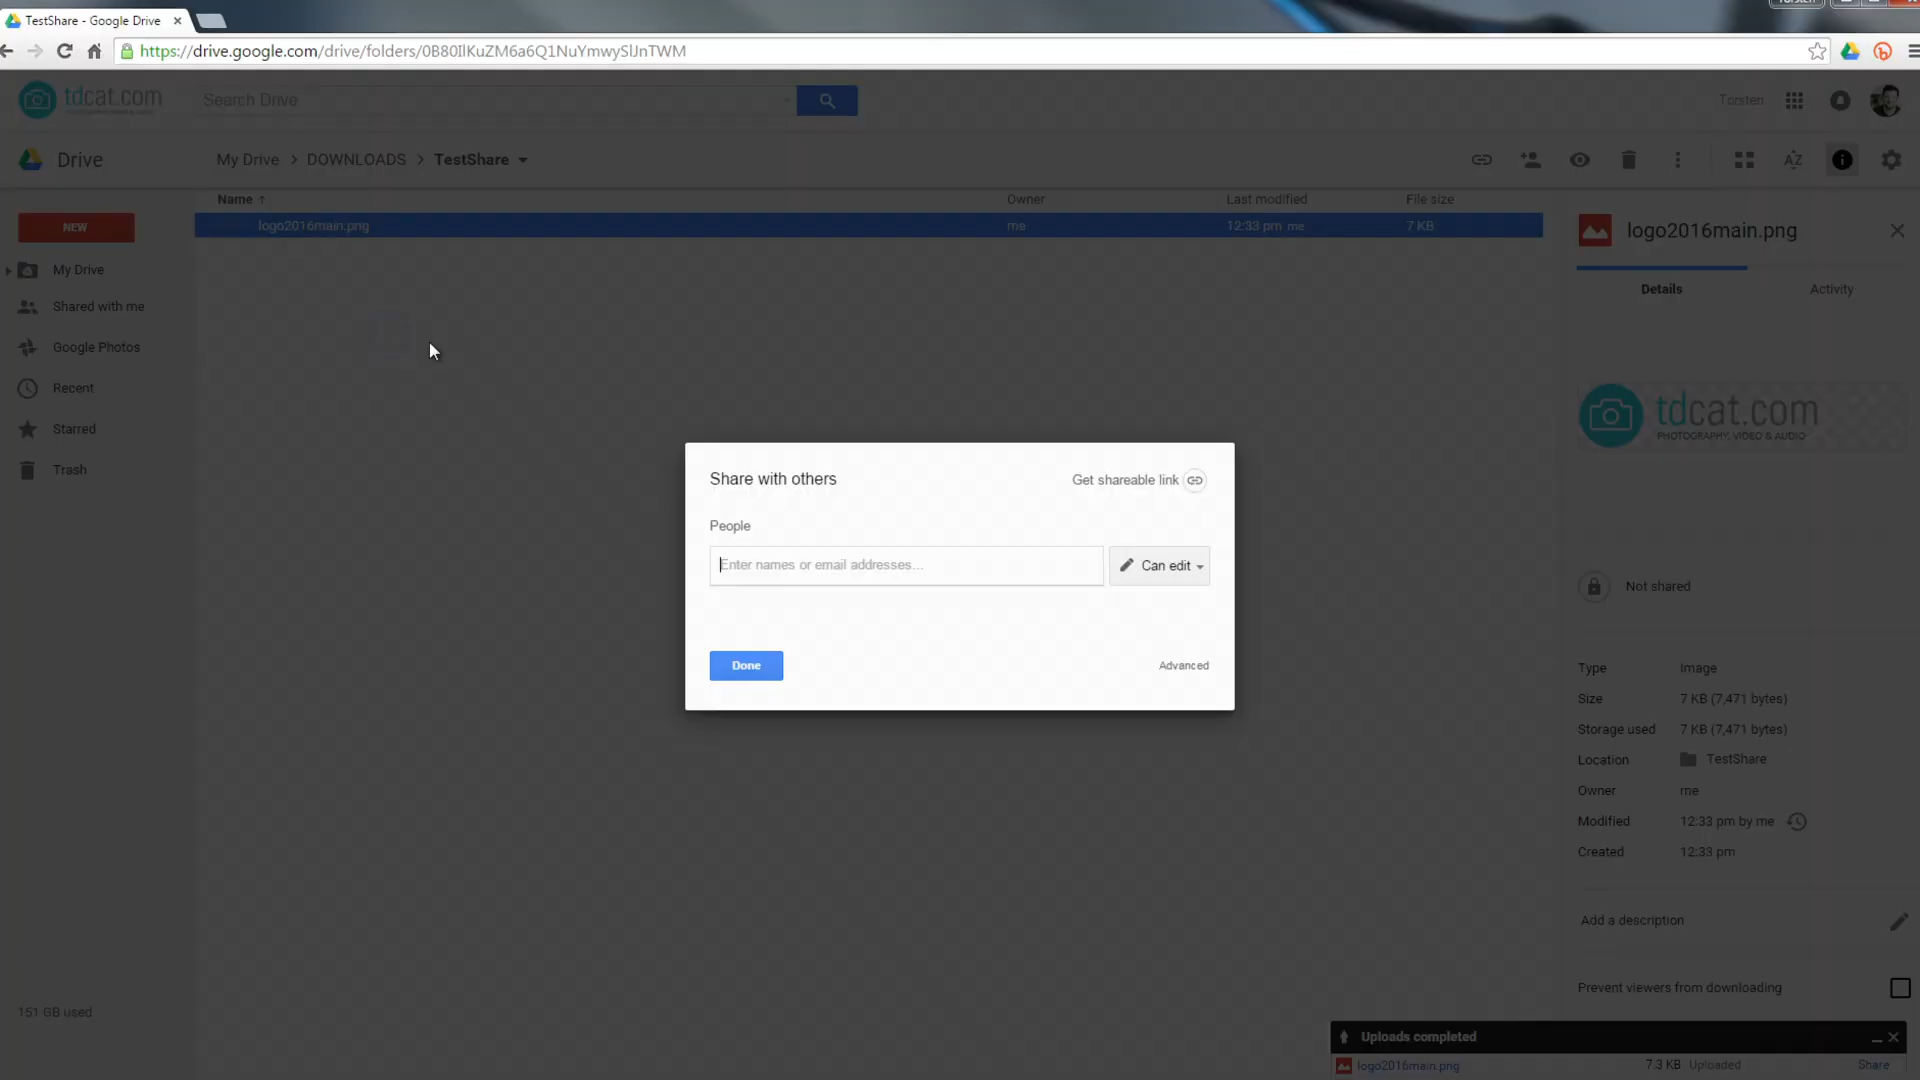 TestShare - Google Drive
Torsten
https://drive.google.com/drive/folders/0B80IlKuZM6a6Q1NuYmwySlJnTWM
tdcat.com
Search Drive
Torsten
Drive
My Drive > DOWNLOADS > TestShare
AZ
Name Owner Last modified File size
NEW
logo2016main.png me 12:33 pm me 7 KB
logo2016main.png
My Drive
Details Activity
Shared with me
Google Photos
Recent
tdcat.com
PHOTOGRAPHY, VIDEO & AUDIO
Starred
Trash
Share with others Get shareable link
People
Enter names or email addresses... Can edit
Not shared
Done Advanced
Type Image
Size 7 KB (7,471 bytes)
Storage used 7 KB (7,471 bytes)
Location TestShare
Owner me
Modified 12:33 pm by me
Created 12:33 pm
Add a description
Prevent viewers from downloading
151 GB used
Uploads completed
logo2016main.png 7.3 KB Uploaded Share